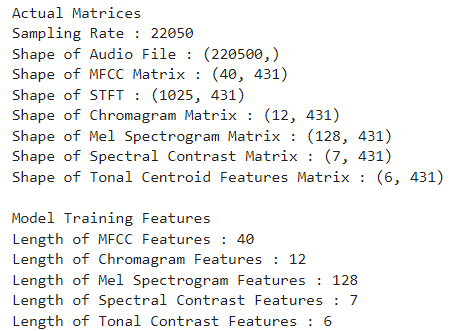 Actual Matrices
Sampling Rate : 22050
Shape of Audio File : (220500,)
Shape of MFCC Matrix : (40, 431)
Shape of STFT : (1025, 431)
Shape of Chromagram Matrix : (12, 431)
Shape of Mel Spectrogram Matrix : (128, 431)
Shape of Spectral Contrast Matrix : (7, 431)
Shape of Tonal Centroid Features Matrix : (6, 431)

Model Training Features
Length of MFCC Features : 40
Length of Chromagram Features : 12
Length of Mel Spectrogram Features : 128
Length of Spectral Contrast Features : 7
Length of Tonal Contrast Features : 6